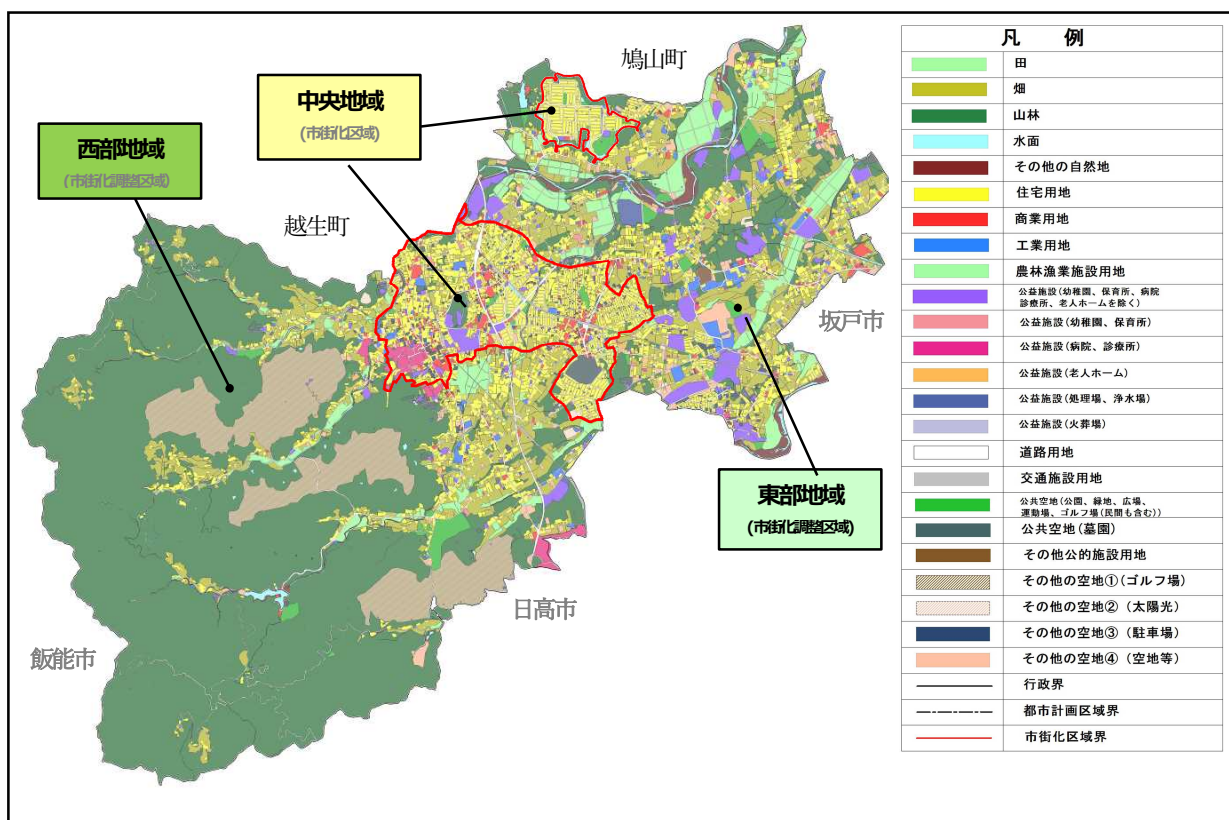 鳩山町
中央地域
(市街化区域)
西部地域
(市街化調整区域)
越生町
坂戸市
東部地域
(市街化調整区域)
日高市
飯能市
凡 例
田
畑
山林
水面
その他の自然地
住宅用地
商業用地
工業用地
農林漁業施設用地
公益施設(幼稚園、保育所、病院
診療所、老人ホームを除く)
公益施設(幼稚園、保育所)
公益施設(病院、診療所)
公益施設(老人ホーム)
公益施設(処理場、浄水場)
公益施設(火葬場)
道路用地
交通施設用地
公共空地(公園、緑地、広場、
運動場、ゴルフ場(民間も含む))
公共空地(墓園)
その他公的施設用地
その他の空地①(ゴルフ場)
その他の空地②(太陽光)
その他の空地③(駐車場)
その他の空地④(空地等)
行政界
都市計画区域界
市街化区域界